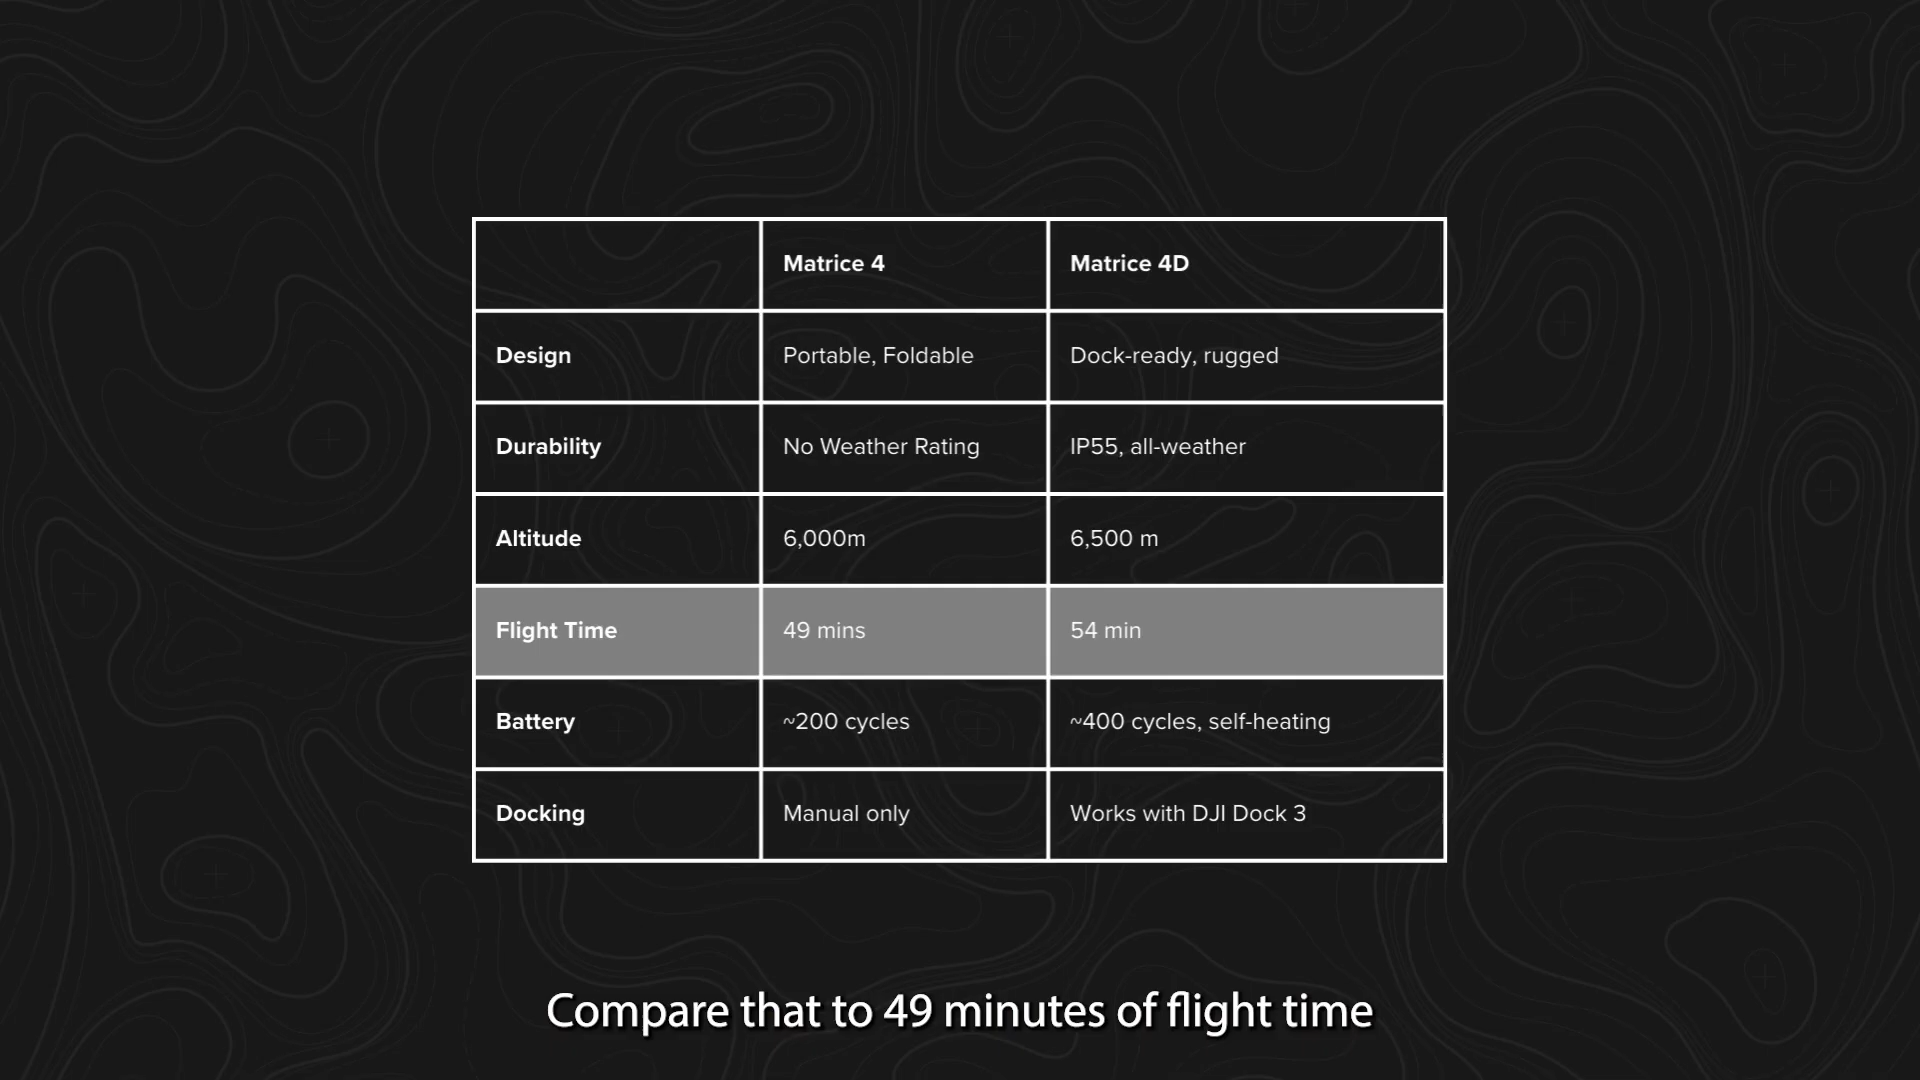 Matrice 4 Matrice 4D
Design Portable, Foldable Dock-ready, rugged
Durability No Weather Rating IP55, all-weather
Altitude 6,000m 6,500 m
Flight Time 49 mins 54 min
Battery ~200 cycles ~400 cycles, self-heating
Docking Manual only Works with DJI Dock 3
Compare that to 49 minutes of flight time